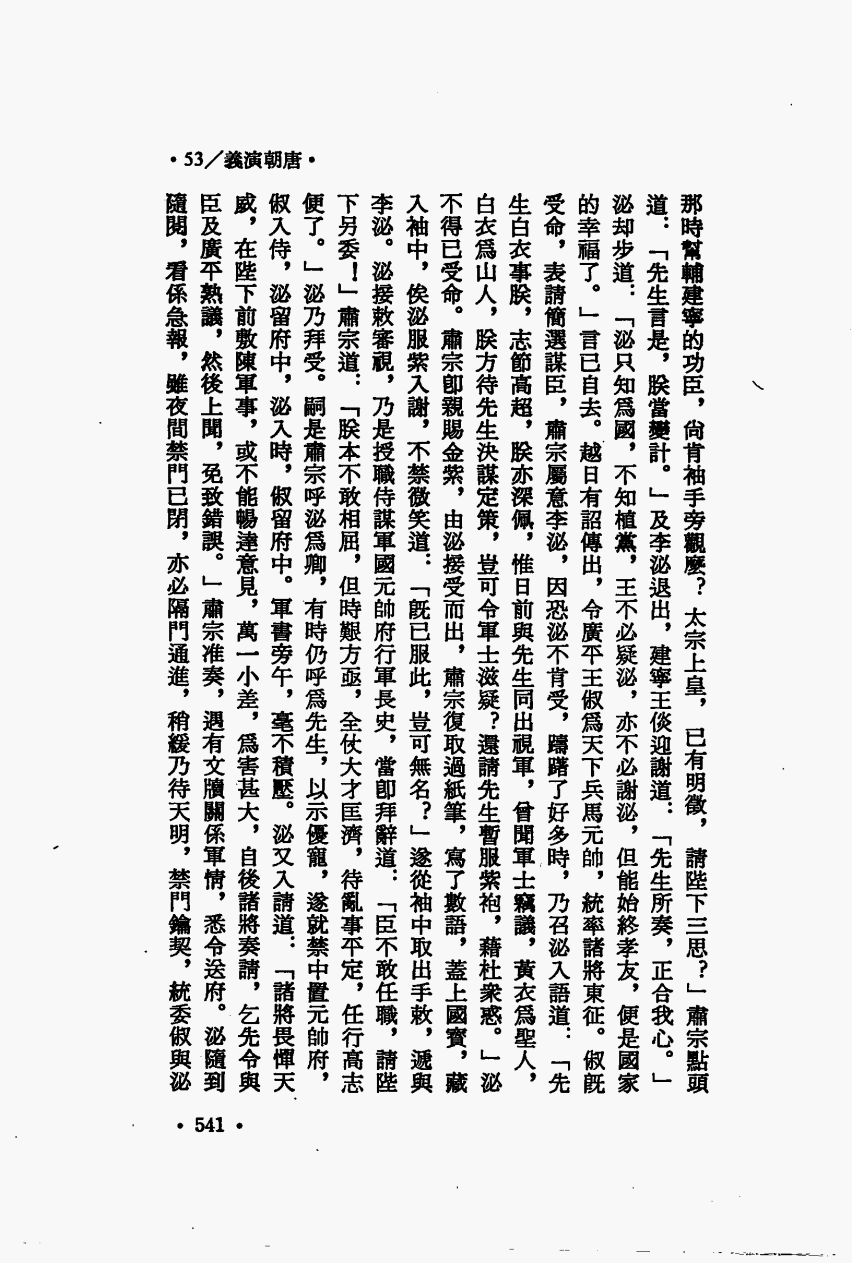 ·唐朝演義／53·
那時幫輔建寧的功臣，尙肯袖手旁觀麼？太宗上皇，已有明徵，請陛下三思？」肅宗點頭
道：「先生言是，朕當變計。」及李泌退出，建寧王倓迎謝道：「先生所奏，正合我心。」
泌却步道：「泌只知爲國，不知植黨，王不必疑泌，亦不必謝泌，但能始終孝友，便是國家
的幸福了。」言已自去。越日有詔傳出，令廣平王俶爲天下兵馬元帥，統率諸將東征。俶旣
受命，表請簡選謀臣，肅宗屬意李泌，因恐泌不肯受，躊躇了好多時，乃召泌入語道：「先
生白衣事朕，志節高超，朕亦深佩，惟日前與先生同出視軍，曾聞軍士竊議，黃衣爲聖人，
白衣爲山人，朕方待先生決謀定策，豈可令軍士滋疑？還請先生暫服紫袍，藉杜衆惑。」泌
不得已受命。肅宗卽親賜金紫，由泌接受而出，肅宗復取過紙筆，寫了數語，蓋上國寳，藏
入袖中，俟泌服紫入謝，不禁微笑道：「旣已服此，豈可無名？」遂從袖中取出手敕，遞與
李泌。泌接敕審視，乃是授職侍謀軍國元帥府行軍長史，當卽拜辭道：「臣不敢任職，請陛
下另委！」肅宗道：「朕本不敢相屈，但時艱方亟，全仗大才匡濟，待亂事平定，任行高志
便了。」泌乃拜受。嗣是肅宗呼泌爲卿，有時仍呼爲先生，以示優寵，遂就禁中置元帥府，
俶入侍，泌留府中，泌入時，俶留府中。軍書旁午，毫不積壓。泌又入請道：「諸將畏憚天
威，在陛下前敷陳軍事，或不能暢達意見，萬一小差，爲害甚大，自後諸將奏請，乞先令與
臣及廣平熟議，然後上聞，免致錯誤。」肅宗准奏，遇有文牘關係軍情，悉令送府。泌隨到
隨閱，看係急報，雖夜間禁門已閉，亦必隔門通進，稍緩乃待天明，禁門鑰契，統委俶與泌
·541·